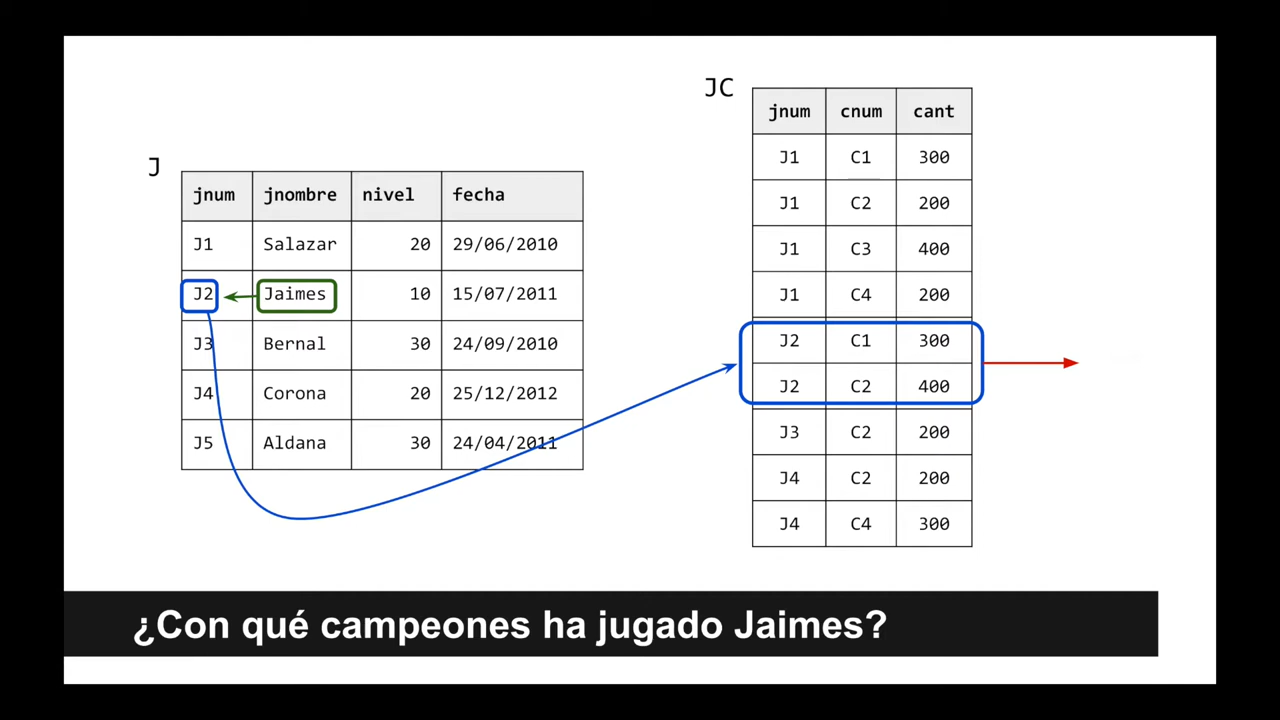 J
jnum jnombre nivel fecha
J1 Salazar 20 29/06/2010
J2 Jaimes 10 15/07/2011
J3 Bernal 30 24/09/2010
J4 Corona 20 25/12/2012
J5 Aldana 30 24/04/2011
JC
jnum cnum cant
J1 C1 300
J1 C2 200
J1 C3 400
J1 C4 200
J2 C1 300
J2 C2 400
J3 C2 200
J4 C2 200
J4 C4 300
¿Con qué campeones ha jugado Jaimes?